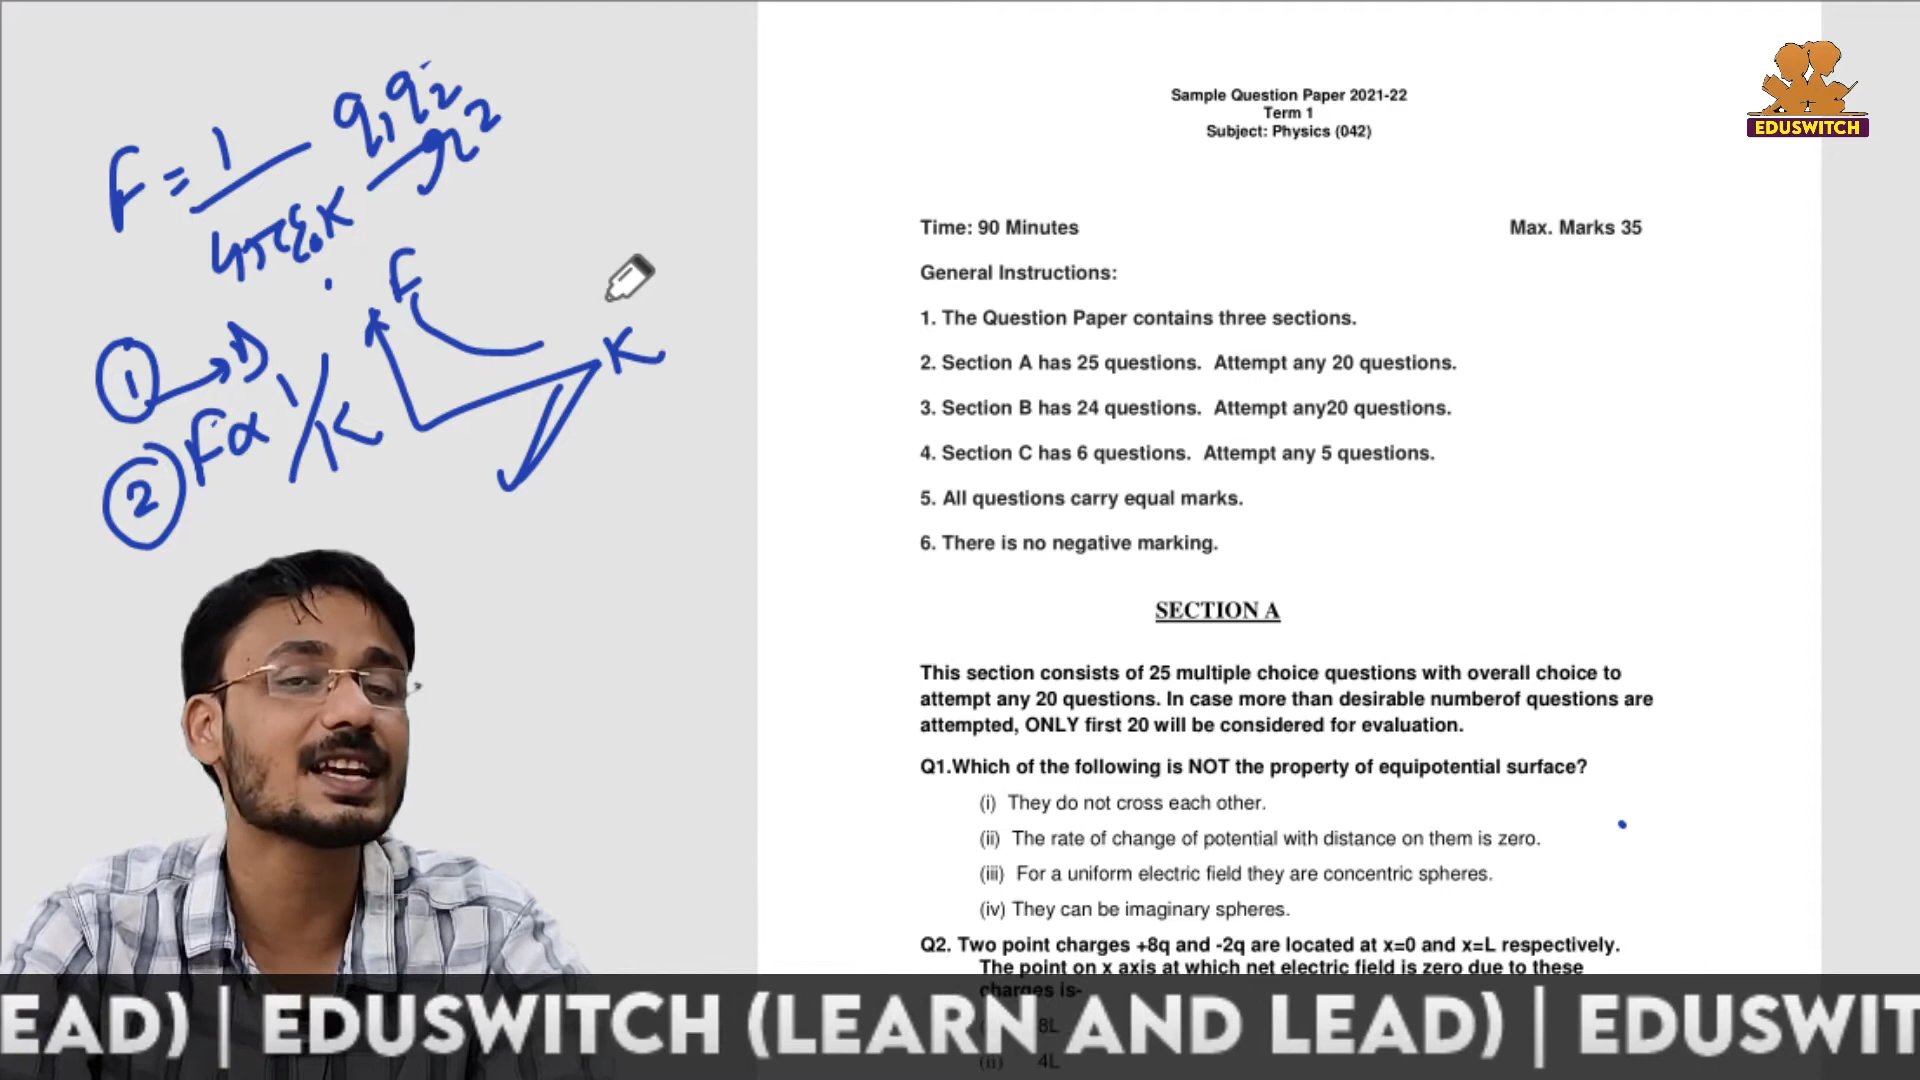 F = 1 / 4πε₀K q₁q₂ / r²
F
K
① → D
② F ∝ 1/K
EDUSWITCH
Sample Question Paper 2021-22
Term 1
Subject: Physics (042)
Time: 90 Minutes Max. Marks 35
General Instructions:
1. The Question Paper contains three sections.
2. Section A has 25 questions. Attempt any 20 questions.
3. Section B has 24 questions. Attempt any20 questions.
4. Section C has 6 questions. Attempt any 5 questions.
5. All questions carry equal marks.
6. There is no negative marking.
SECTION A
This section consists of 25 multiple choice questions with overall choice to
attempt any 20 questions. In case more than desirable numberof questions are
attempted, ONLY first 20 will be considered for evaluation.
Q1.Which of the following is NOT the property of equipotential surface?
(i) They do not cross each other.
(ii) The rate of change of potential with distance on them is zero.
(iii) For a uniform electric field they are concentric spheres.
(iv) They can be imaginary spheres.
Q2. Two point charges +8q and -2q are located at x=0 and x=L respectively.
The point on x axis at which net electric field is zero due to these
charges is-
8L
(ii) 4L
EAD) | EDUSWITCH (LEARN AND LEAD) | EDUSWIT